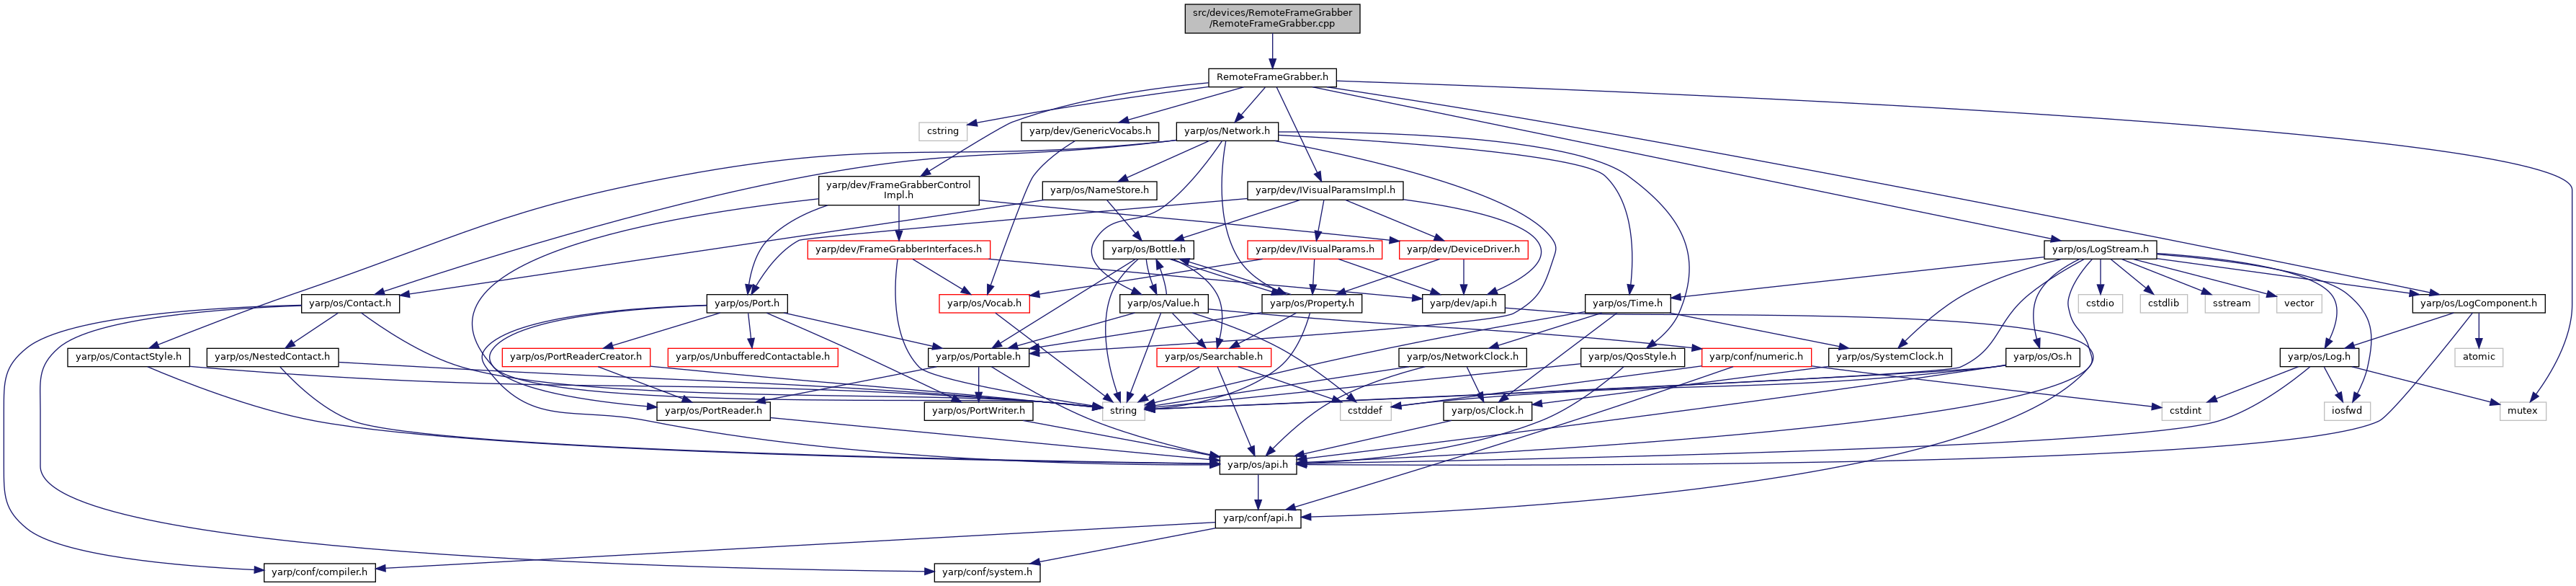 src/devices/RemoteFrameGrabber
/RemoteFrameGrabber.cpp
RemoteFrameGrabber.h
cstring
yarp/dev/GenericVocabs.h
yarp/os/Network.h
yarp/dev/FrameGrabberControl
Impl.h
yarp/os/NameStore.h
yarp/dev/IVisualParamsImpl.h
yarp/dev/FrameGrabberInterfaces.h
yarp/os/Bottle.h
yarp/dev/IVisualParams.h
yarp/dev/DeviceDriver.h
yarp/os/LogStream.h
yarp/os/Contact.h
yarp/os/Port.h
yarp/os/Vocab.h
yarp/os/Value.h
yarp/os/Property.h
yarp/dev/api.h
yarp/os/Time.h
cstdio
cstdlib
sstream
vector
yarp/os/LogComponent.h
yarp/os/ContactStyle.h
yarp/os/NestedContact.h
yarp/os/PortReaderCreator.h
yarp/os/UnbufferedContactable.h
yarp/os/Portable.h
yarp/os/Searchable.h
yarp/os/NetworkClock.h
yarp/os/QosStyle.h
yarp/conf/numeric.h
yarp/os/SystemClock.h
yarp/os/Os.h
yarp/os/Log.h
atomic
yarp/os/PortReader.h
yarp/os/PortWriter.h
string
cstddef
yarp/os/Clock.h
cstdint
iosfwd
mutex
yarp/os/api.h
yarp/conf/api.h
yarp/conf/compiler.h
yarp/conf/system.h